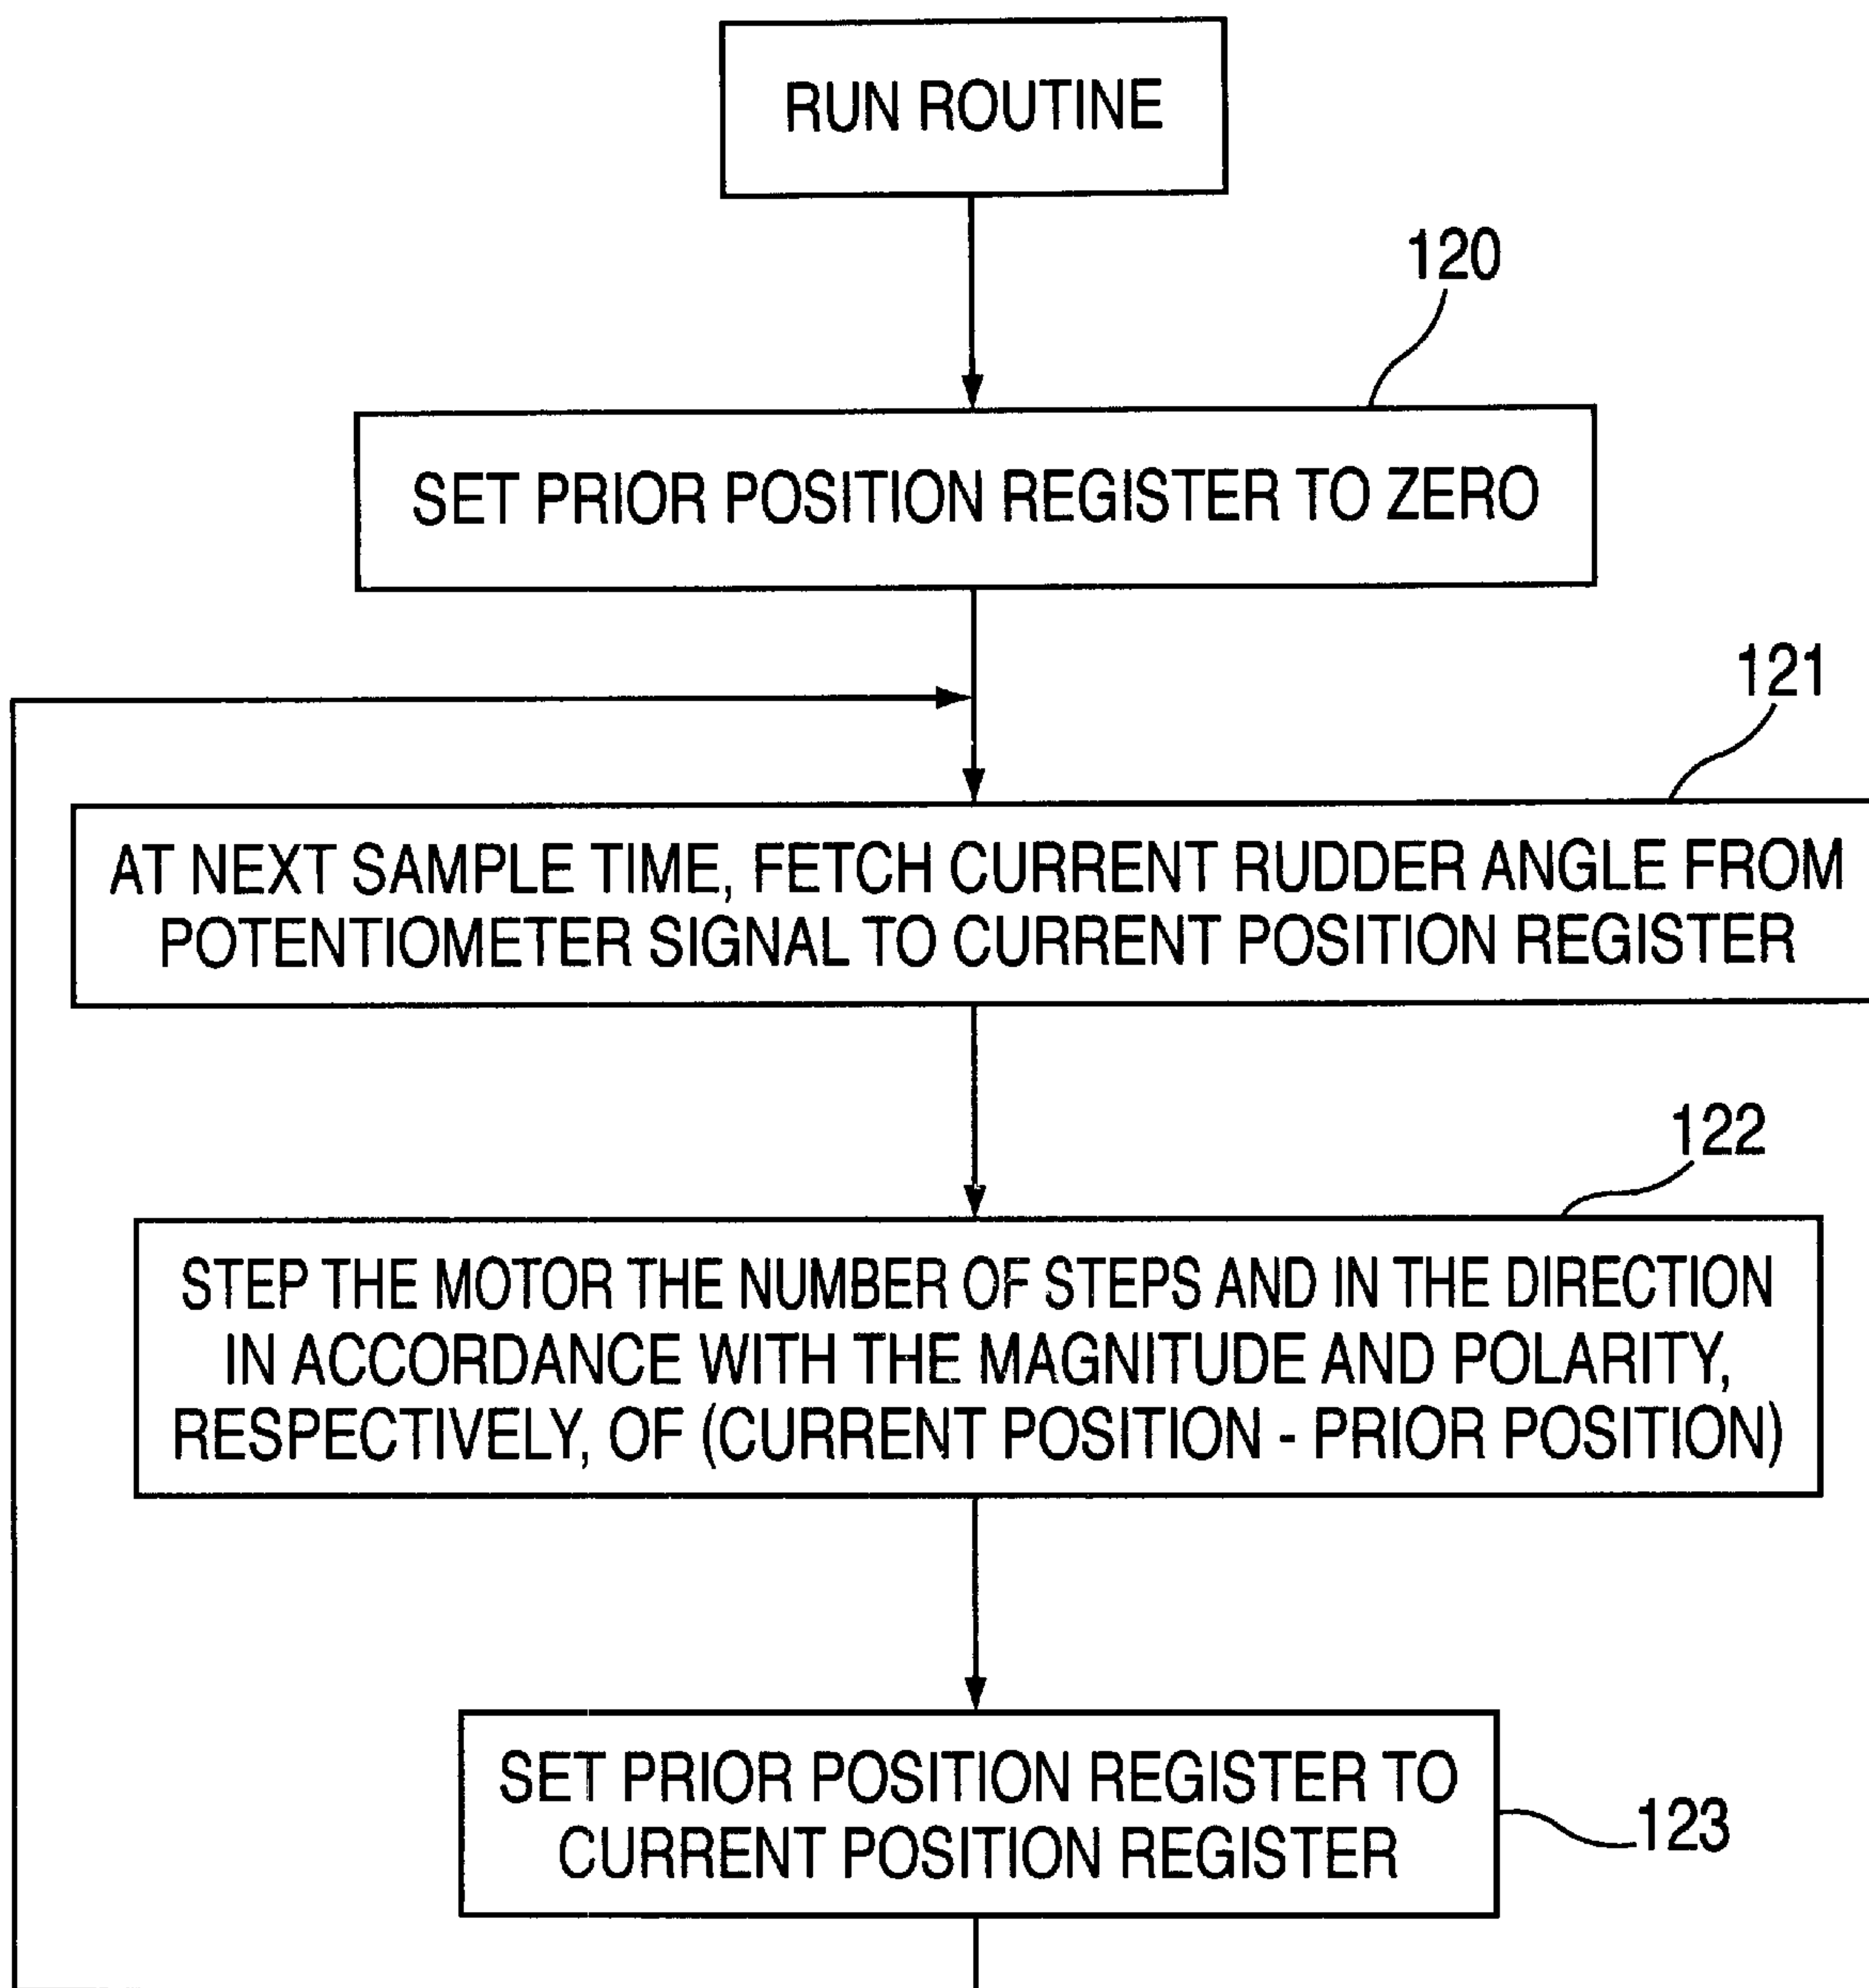 RUN ROUTINE
120
SET PRIOR POSITION REGISTER TO ZERO
121
AT NEXT SAMPLE TIME, FETCH CURRENT RUDDER ANGLE FROM
POTENTIOMETER SIGNAL TO CURRENT POSITION REGISTER
122
STEP THE MOTOR THE NUMBER OF STEPS AND IN THE DIRECTION
IN ACCORDANCE WITH THE MAGNITUDE AND POLARITY,
RESPECTIVELY, OF (CURRENT POSITION - PRIOR POSITION)
SET PRIOR POSITION REGISTER TO
CURRENT POSITION REGISTER
123